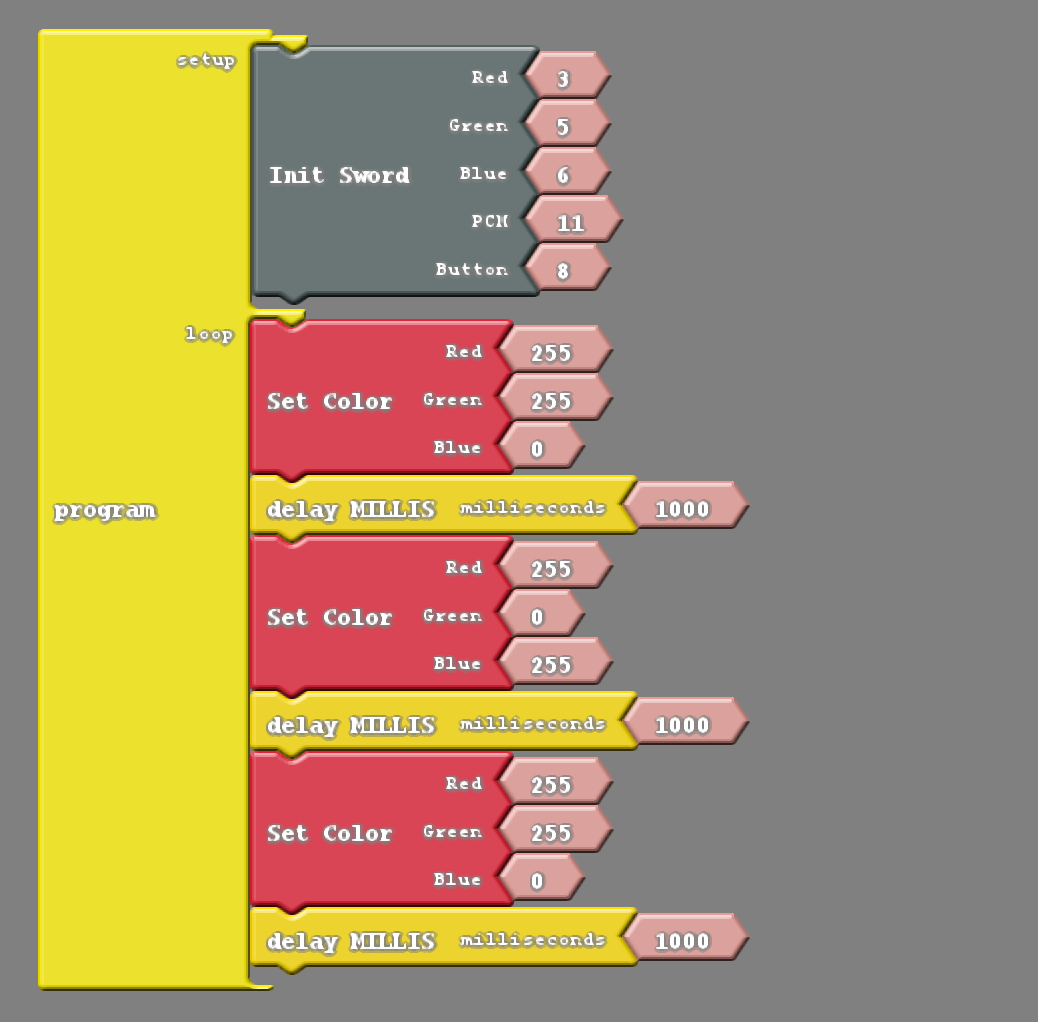 setup
Red 3
Green 5
Init Sword Blue 6
PCM 11
Button 8
loop
Red 255
Set Color Green 255
Blue 0
program
delay MILLIS milliseconds 1000
Red 255
Set Color Green 0
Blue 255
delay MILLIS milliseconds 1000
Red 255
Set Color Green 255
Blue 0
delay MILLIS milliseconds 1000